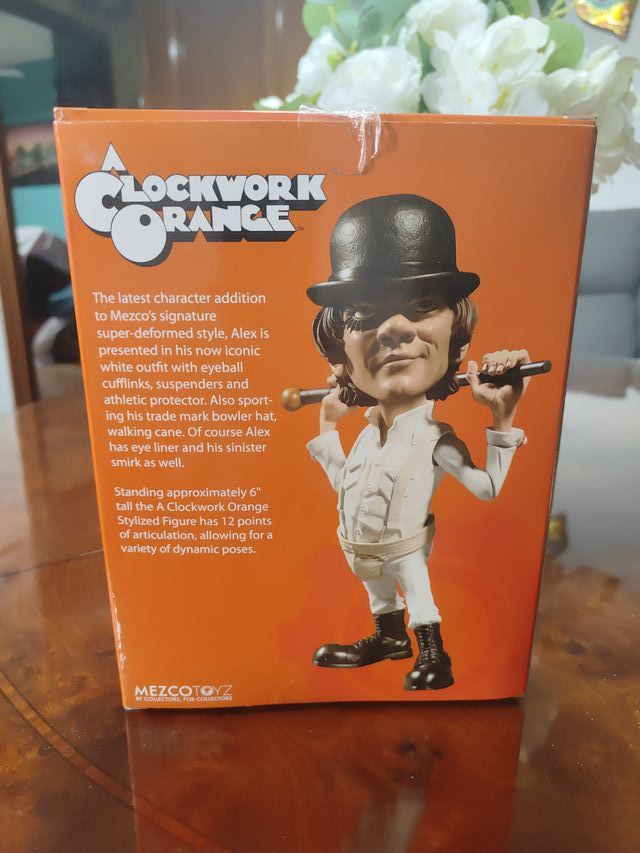 A
CLOCKWORK
ORANGE™
The latest character addition
to Mezco's signature
super-deformed style, Alex is
presented in his now iconic
white outfit with eyeball
cufflinks, suspenders and
athletic protector. Also sport-
ing his trade mark bowler hat,
walking cane. Of course Alex
has eye liner and his sinister
smirk as well.
Standing approximately 6"
tall the A Clockwork Orange
Stylized Figure has 12 points
of articulation, allowing for a
variety of dynamic poses.
MEZCOTOYZ
BY COLLECTORS, FOR COLLECTORS